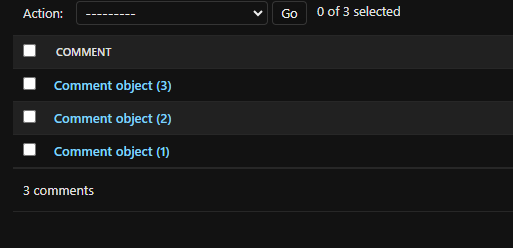 Action: --------- Go 0 of 3 selected
COMMENT
Comment object (3)
Comment object (2)
Comment object (1)
3 comments